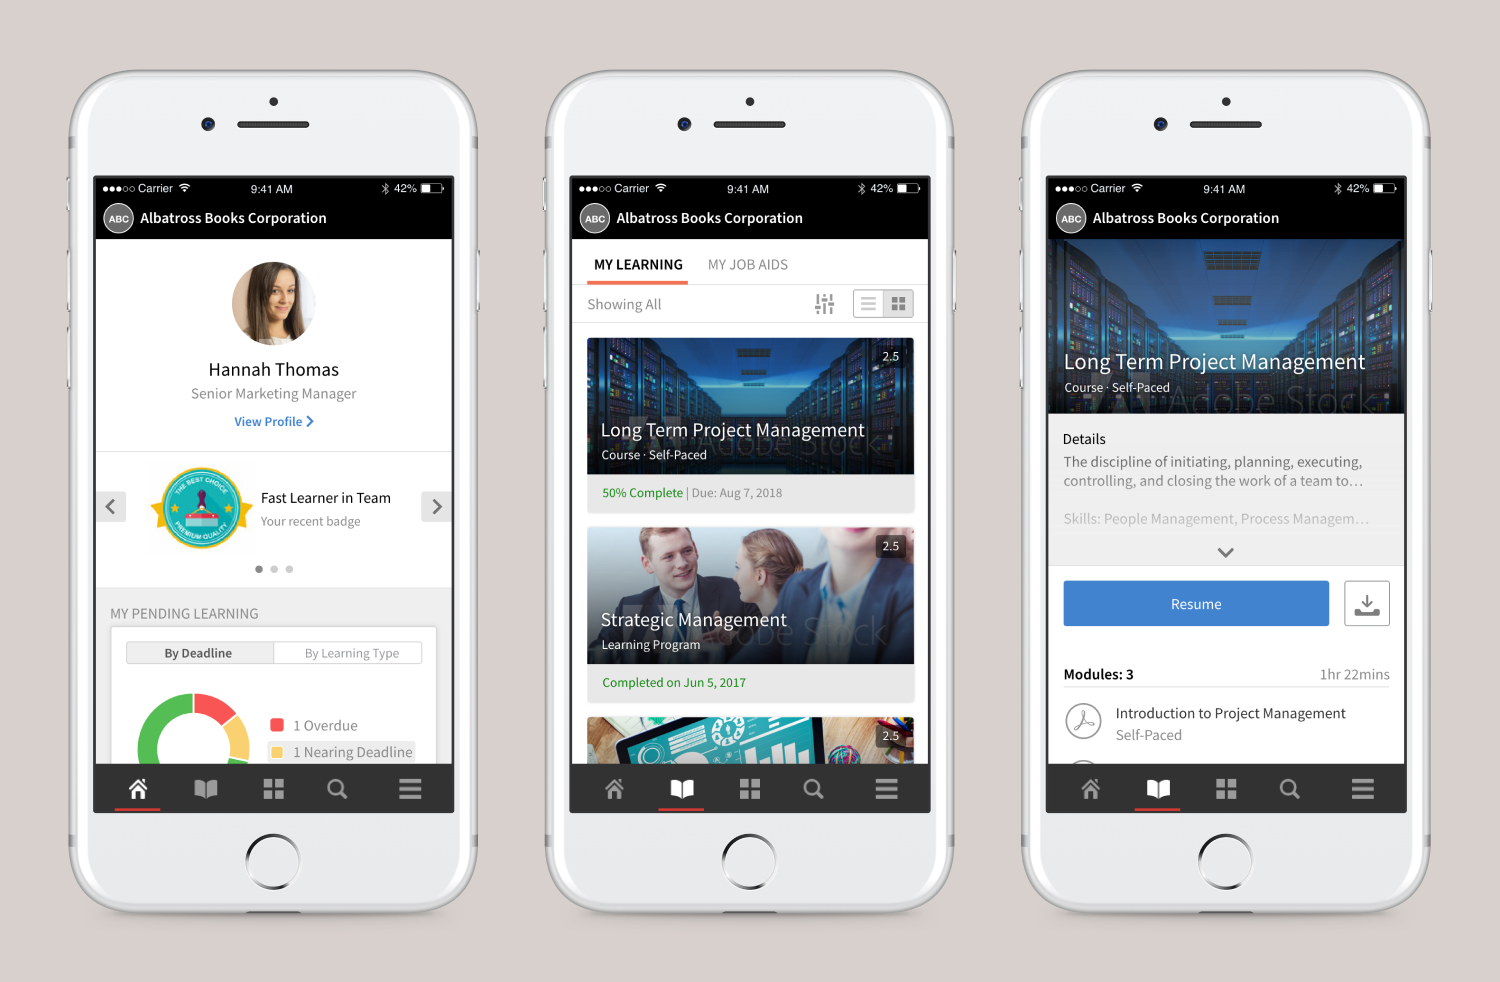 Carrier
9:41 AM
42%
ABC
Albatross Books Corporation
Hannah Thomas
Senior Marketing Manager
View Profile
THE BEST CHOICE
PREMIUM QUALITY
Fast Learner in Team
Your recent badge
MY PENDING LEARNING
By Deadline
By Learning Type
1 Overdue
1 Nearing Deadline
Carrier
9:41 AM
42%
ABC
Albatross Books Corporation
MY LEARNING
MY JOB AIDS
Showing All
2.5
Long Term Project Management
Adobe Stock
Course · Self-Paced
50% Complete | Due: Aug 7, 2018
2.5
Strategic Management
Adobe Stock
Learning Program
Completed on Jun 5, 2017
2.5
Carrier
9:41 AM
42%
ABC
Albatross Books Corporation
Long Term Project Management
Course · Self-Paced
Adobe Stock
Details
The discipline of initiating, planning, executing,
controlling, and closing the work of a team to...
Skills: People Management, Process Managem...
Resume
Modules: 3
1hr 22mins
Introduction to Project Management
Self-Paced